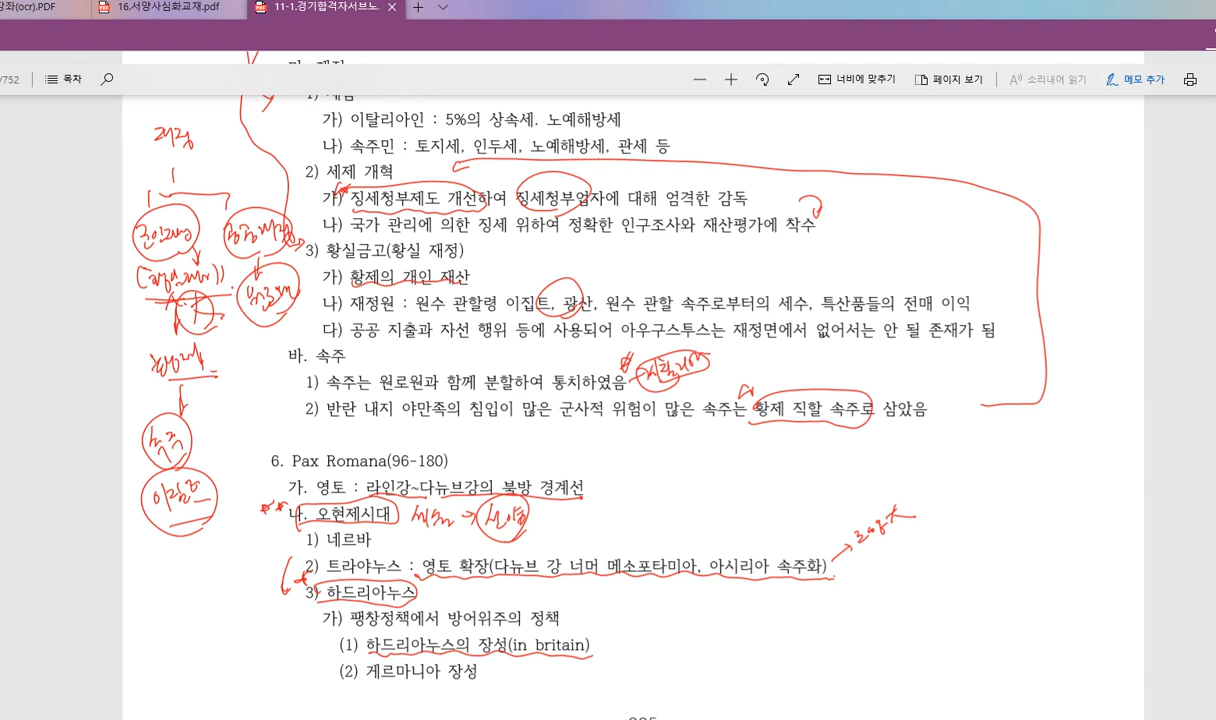 강좌(ocr).PDF
16.서양사심화교재.pdf
11-1.경기합격자서브노.
/752
목차
너비에 맞추기
페이지 보기
소리내어 읽기
메모 추가
가) 이탈리아인 : 5%의 상속세. 노예해방세
나) 속주민 : 토지세, 인두세, 노예해방세, 관세 등
2) 세제 개혁
가) 징세청부제도 개선하여 징세청부업자에 대해 엄격한 감독
나) 국가 관리에 의한 징세 위하여 정확한 인구조사와 재산평가에 착수
3) 황실금고(황실 재정)
가) 황제의 개인 재산
나) 재정원 : 원수 관할령 이집트, 광산, 원수 관할 속주로부터의 세수, 특산품들의 전매 이익
다) 공공 지출과 자선 행위 등에 사용되어 아우구스투스는 재정면에서 없어서는 안 될 존재가 됨
바. 속주
1) 속주는 원로원과 함께 분할하여 통치하였음
2) 반란 내지 야만족의 침입이 많은 군사적 위험이 많은 속주는 황제 직할 속주로 삼았음
6. Pax Romana(96-180)
가. 영토 : 라인강~다뉴브강의 북방 경계선
나. 오현제시대
1) 네르바
2) 트라야누스 : 영토 확장(다뉴브 강 너머 메소포타미아, 아시리아 속주화)
3) 하드리아누스
가) 팽창정책에서 방어위주의 정책
(1) 하드리아누스의 장성(in britain)
(2) 게르마니아 장성
재정
속주
이집트